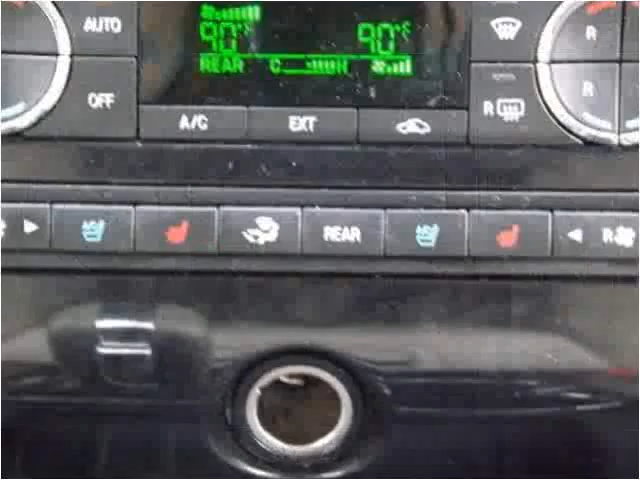 AUTO
90°F 90°F
REAR C H
R
OFF
R
R
A/C EXT
REAR
R